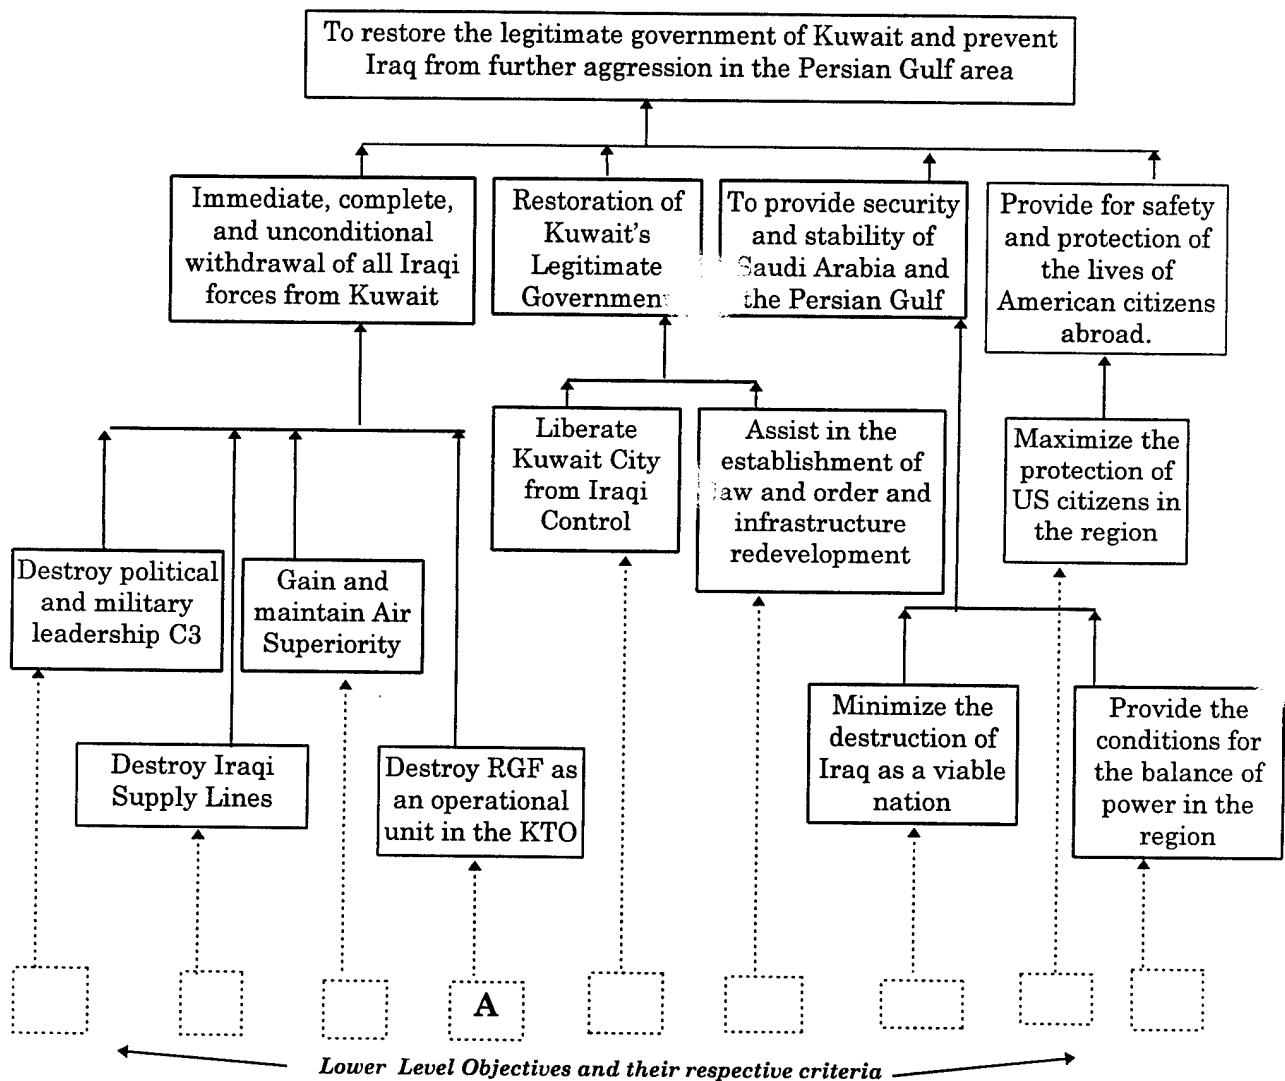 To restore the legitimate government of Kuwait and prevent
Iraq from further aggression in the Persian Gulf area
Immediate, complete,
and unconditional
withdrawal of all Iraqi
forces from Kuwait
Restoration of
Kuwait's
Legitimate
Government
To provide security
and stability of
Saudi Arabia and
the Persian Gulf
Provide for safety
and protection of
the lives of
American citizens
abroad.
Liberate
Kuwait City
from Iraqi
Control
Assist in the
establishment of
law and order and
infrastructure
redevelopment
Maximize the
protection of
US citizens in
the region
Destroy political
and military
leadership C3
Gain and
maintain Air
Superiority
Destroy Iraqi
Supply Lines
Destroy RGF as
an operational
unit in the KTO
Minimize the
destruction of
Iraq as a viable
nation
Provide the
conditions for
the balance of
power in the
region
A
Lower Level Objectives and their respective criteria